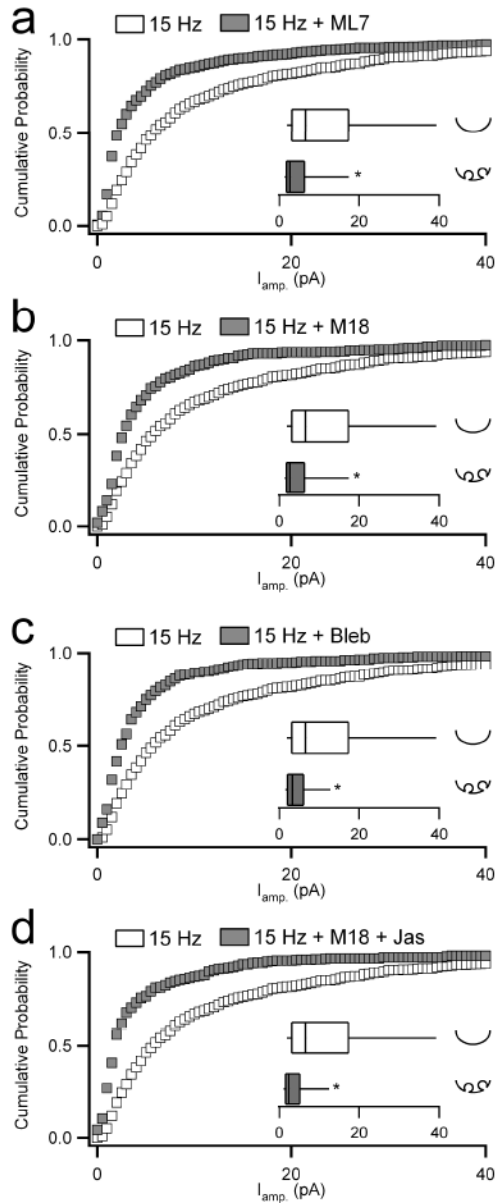 a
15 Hz 15 Hz + ML7
Cumulative Probability
1.0
0.5
0.0
*
0 20 40
0 20 40
Iamp. (pA)
b
15 Hz 15 Hz + M18
Cumulative Probability
1.0
0.5
0.0
*
0 20 40
0 20 40
Iamp. (pA)
c
15 Hz 15 Hz + Bleb
Cumulative Probability
1.0
0.5
0.0
*
0 20 40
0 20 40
Iamp. (pA)
d
15 Hz 15 Hz + M18 + Jas
Cumulative Probability
1.0
0.5
0.0
*
0 20 40
0 20 40
Iamp. (pA)